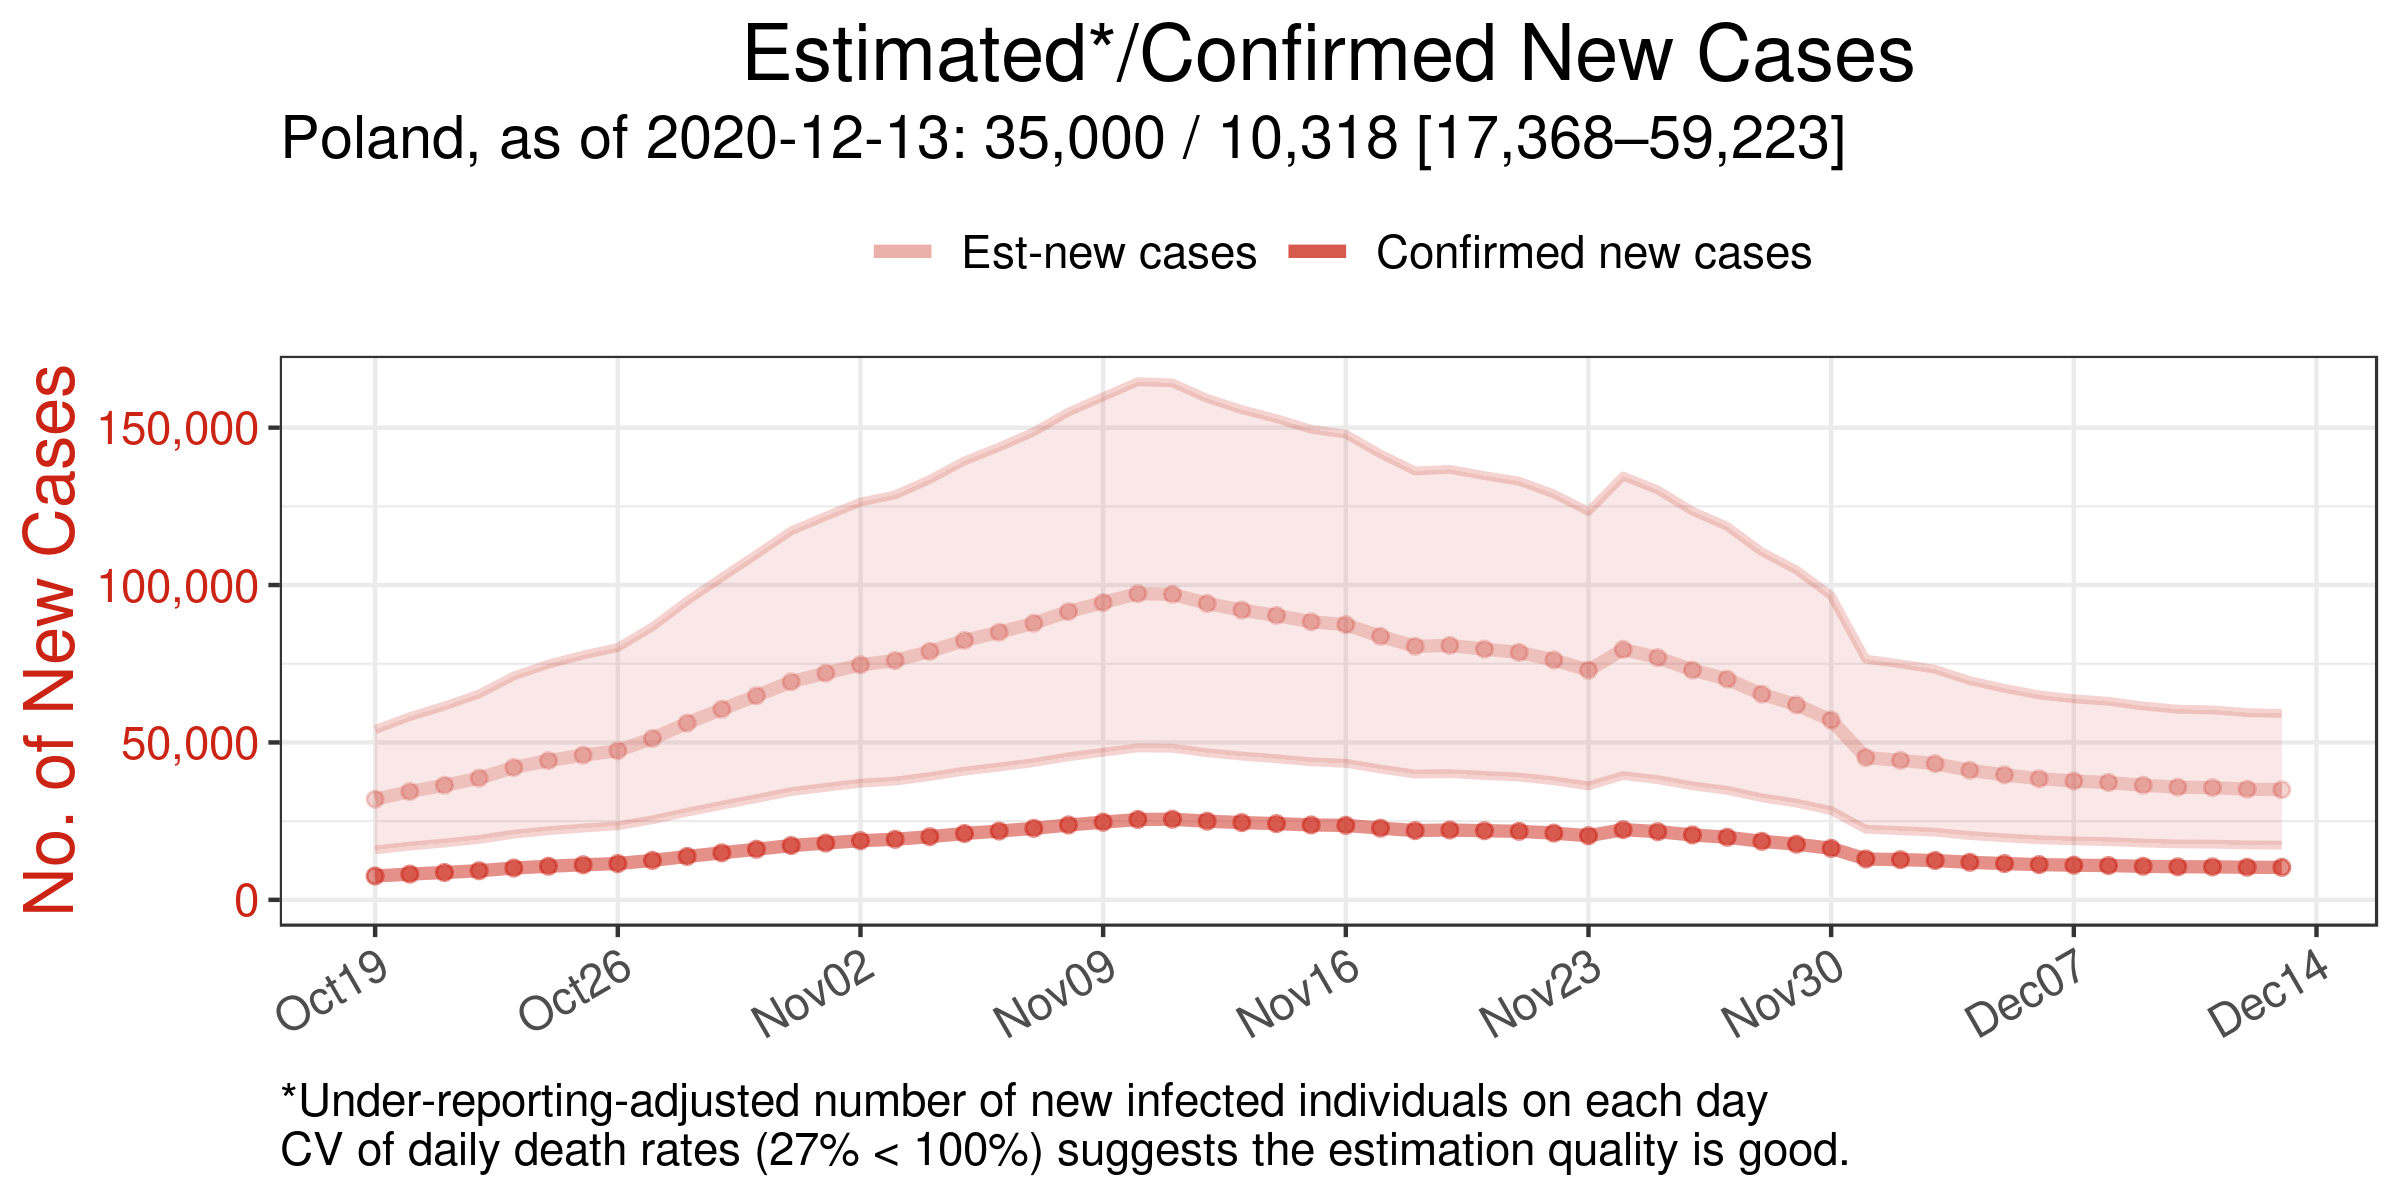 Estimated*/Confirmed New Cases
Poland, as of 2020-12-13: 35,000 / 10,318 [17,368–59,223]
Est-new cases Confirmed new cases
No. of New Cases
150,000
100,000
50,000
0
Oct19 Oct26 Nov02 Nov09 Nov16 Nov23 Nov30 Dec07 Dec14
*Under-reporting-adjusted number of new infected individuals on each day
CV of daily death rates (27% < 100%) suggests the estimation quality is good.